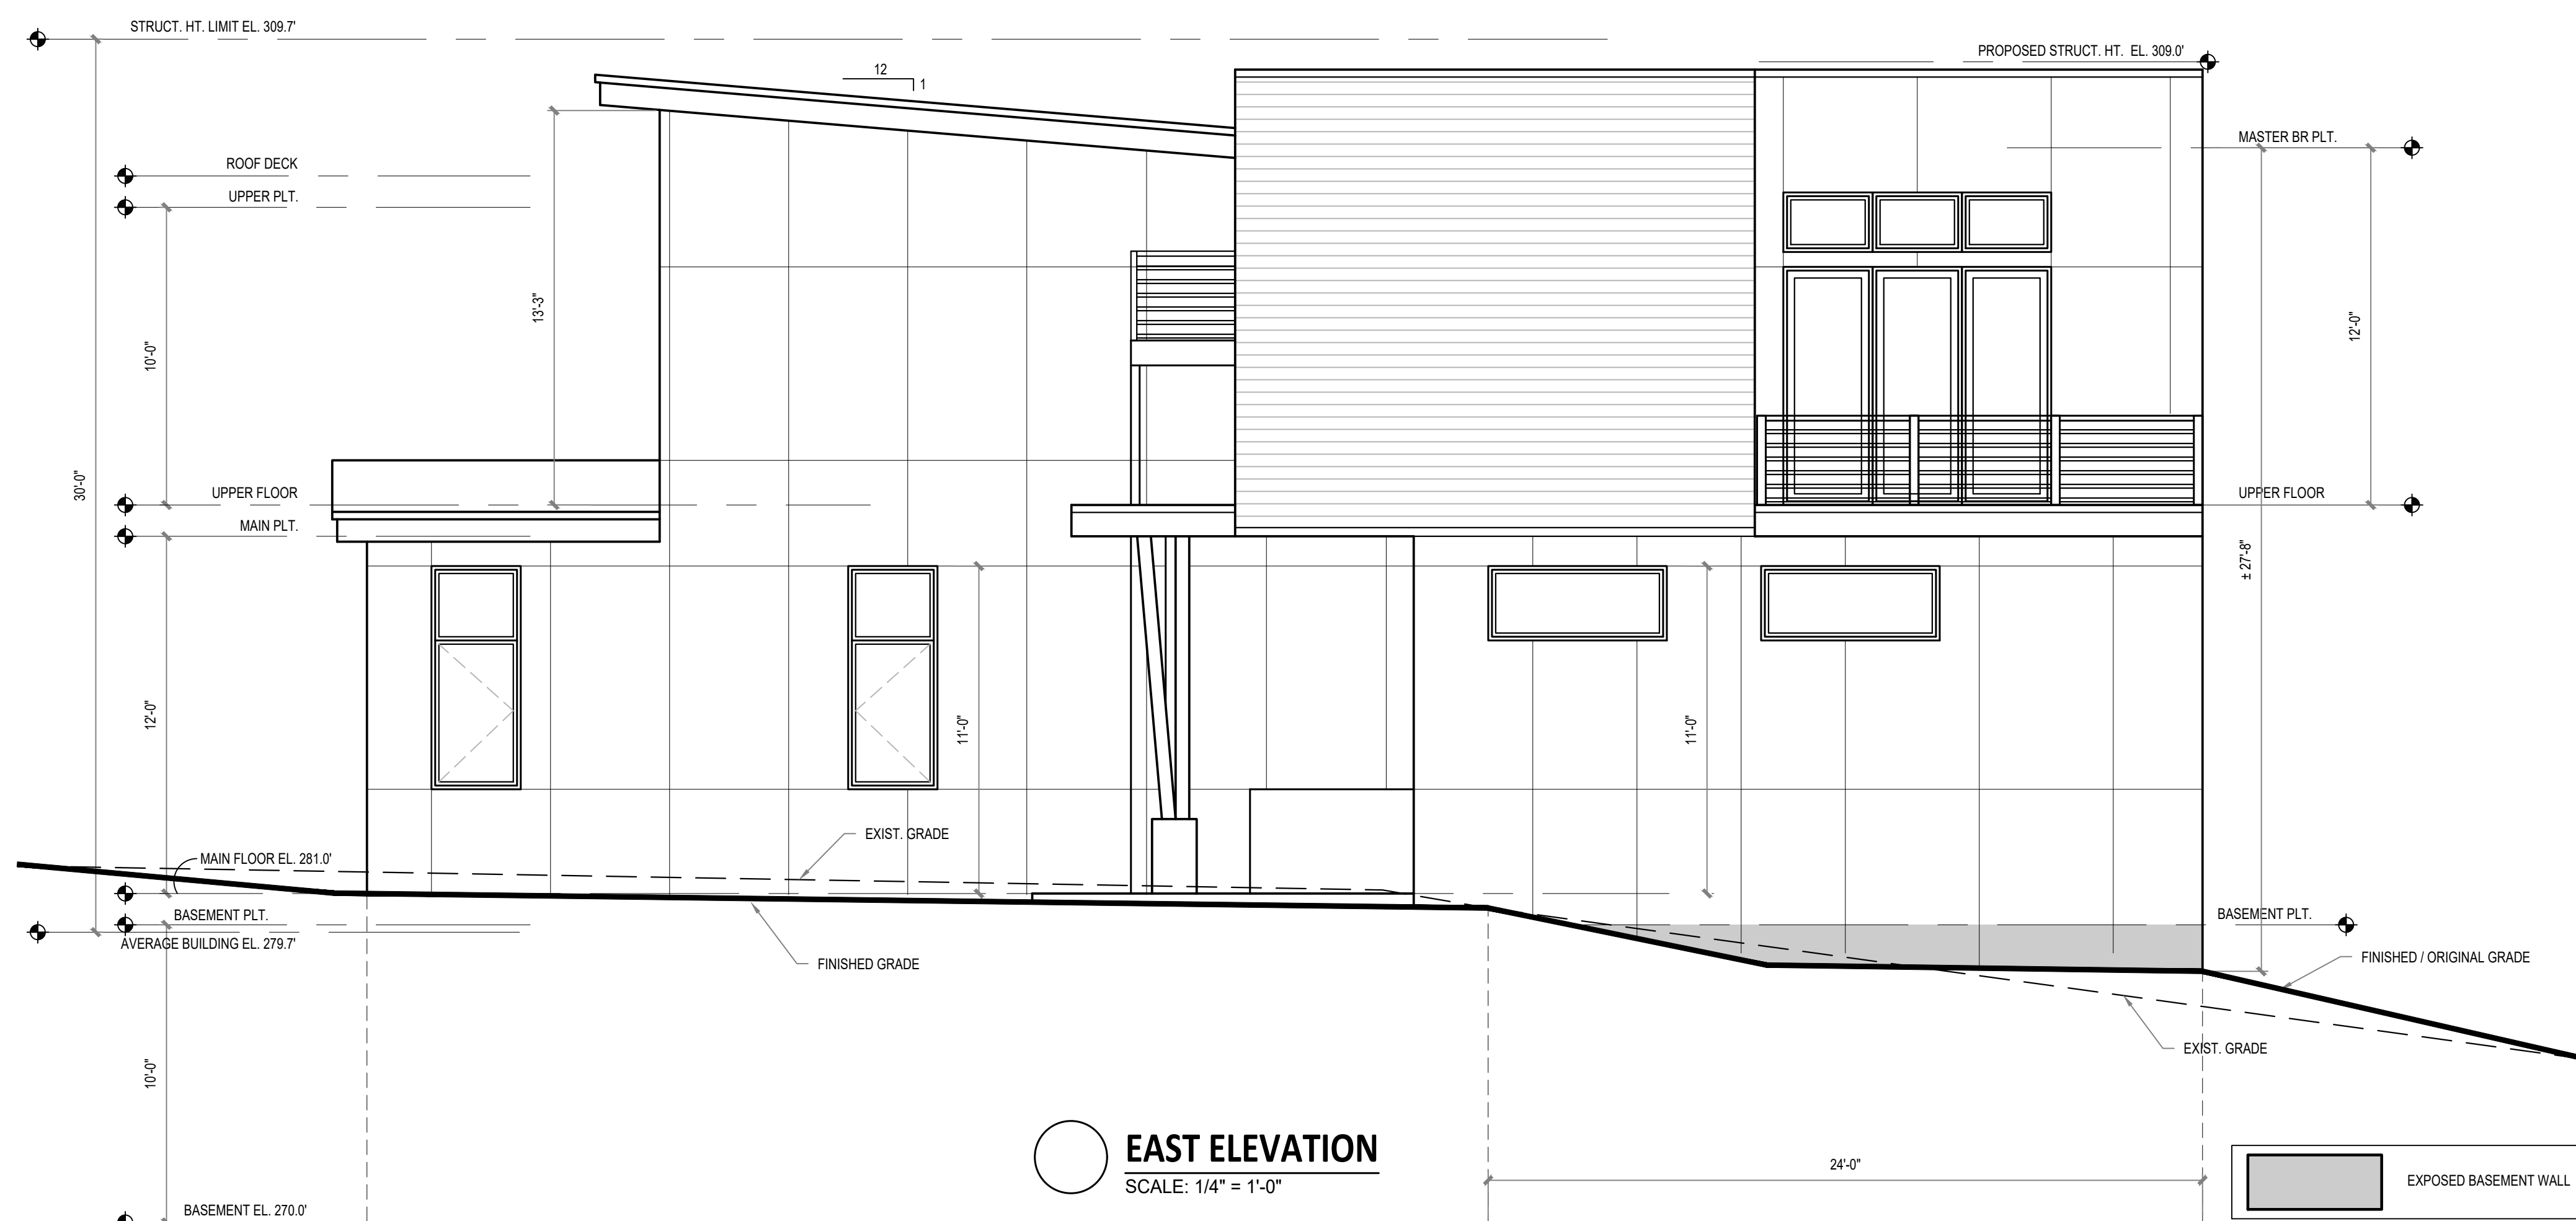 STRUCT. HT. LIMIT EL. 309.7'
PROPOSED STRUCT. HT. EL. 309.0'
12
1
MASTER BR PLT.
ROOF DECK
UPPER PLT.
13'-3"
12'-0"
10'-0"
30'-0"
UPPER FLOOR
UPPER FLOOR
MAIN PLT.
± 27'-8"
12'-0"
11'-0"
11'-0"
EXIST. GRADE
MAIN FLOOR EL. 281.0'
BASEMENT PLT.
BASEMENT PLT.
AVERAGE BUILDING EL. 279.7'
FINISHED GRADE
FINISHED / ORIGINAL GRADE
EXIST. GRADE
10'-0"
EAST ELEVATION
SCALE: 1/4" = 1'-0"
24'-0"
EXPOSED BASEMENT WALL
BASEMENT EL. 270.0'